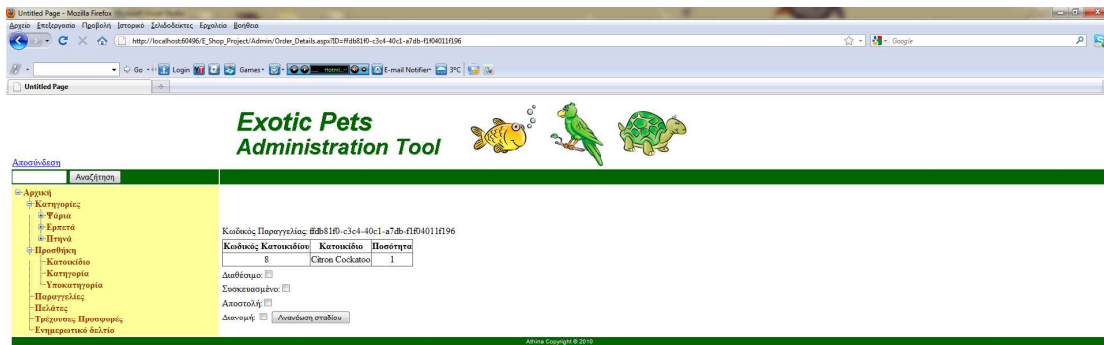 Untitled Page - Mozilla Firefox
Αρχείο Επεξεργασία Προβολή Ιστορικό Σελιδοδείκτες Εργαλεία Βοήθεια
http://localhost:60496/E_Shop_Project/Admin/Order_Details.aspx?ID=ffdb81f0-c3c4-40c1-a7db-f1f04011f196
Google
Go Login Games E-mail Notifier 3°C
Untitled Page
Exotic Pets
Administration Tool
Αποσύνδεση
Αναζήτηση
Αρχική
Κατηγορίες
Ψάρια
Ερπετά
Πτηνά
Προσθήκη
Κατοικίδιο
Κατηγορία
Υποκατηγορία
Παραγγελίες
Πελάτες
Τρέχουσες Προσφορές
Ενημερωτικό δελτίο
Κωδικός Παραγγελίας: ffdb81f0-c3c4-40c1-a7db-f1f04011f196
Κωδικός Κατοικιδίου Κατοικίδιο Ποσότητα
8 Citron Cockatoo 1
Διαθέσιμο:
Συσκευασμένο:
Αποστολή:
Διανομή: Ανανέωση σταδίου
Athina Copyright © 2010